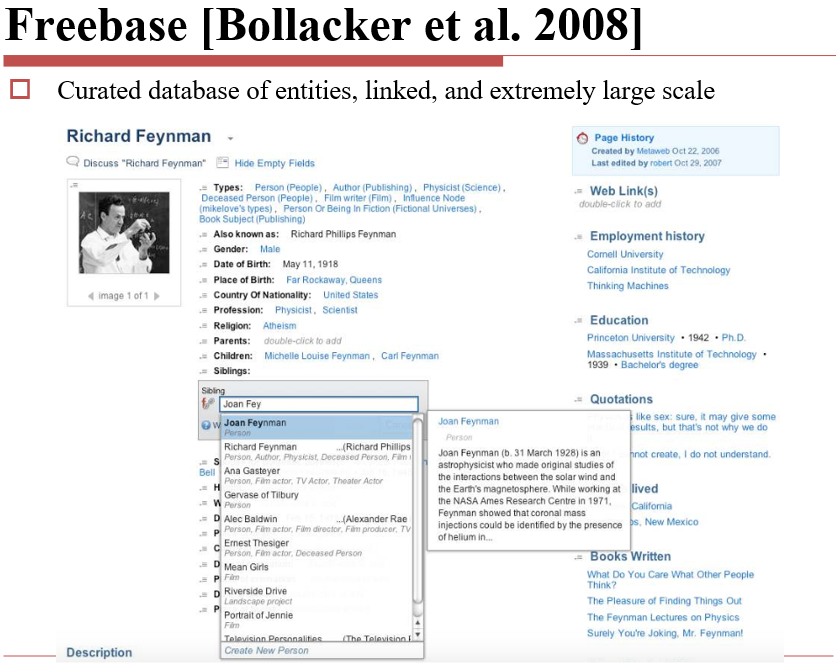 Freebase [Bollacker et al. 2008]
Curated database of entities, linked, and extremely large scale
Richard Feynman
Discuss "Richard Feynman" Hide Empty Fields
image 1 of 1
Types: Person (People) , Author (Publishing) , Physicist (Science) ,
Deceased Person (People) , Film writer (Film) , Influence Node
(mikelove's types) , Person Or Being In Fiction (Fictional Universes) ,
Book Subject (Publishing)
Also known as: Richard Phillips Feynman
Gender: Male
Date of Birth: May 11, 1918
Place of Birth: Far Rockaway, Queens
Country Of Nationality: United States
Profession: Physicist , Scientist
Religion: Atheism
Parents: double-click to add
Children: Michelle Louise Feynman , Carl Feynman
Siblings:
Sibling
Joan Fey
Joan Feynman
Person
Richard Feynman ...(Richard Phillips
Person, Author, Physicist, Deceased Person, Film
Ana Gasteyer
Person, Film actor, TV Actor, Theater Actor
Gervase of Tilbury
Person
Alec Baldwin ...(Alexander Rae
Person, Film actor, Film director, Film producer, TV
Ernest Thesiger
Person, Film actor, Deceased Person
Mean Girls
Film
Riverside Drive
Landscape project
Portrait of Jennie
Film
Television Personalities (The Television
Create New Person
Bell
Joan Feynman
Person
Joan Feynman (b. 31 March 1928) is an
astrophysicist who made original studies of
the interactions between the solar wind and
the Earth's magnetosphere. While working at
the NASA Ames Research Centre in 1971,
Feynman showed that coronal mass
injections could be identified by the presence
of helium in...
Description
Page History
Created by Metaweb Oct 22, 2006
Last edited by robert Oct 29, 2007
Web Link(s)
double-click to add
Employment history
Cornell University
California Institute of Technology
Thinking Machines
Education
Princeton University • 1942 • Ph.D.
Massachusetts Institute of Technology •
1939 • Bachelor's degree
Quotations
like sex: sure, it may give some
esults, but that's not why we do
not create, I do not understand.
lived
California
os, New Mexico
Books Written
What Do You Care What Other People
Think?
The Pleasure of Finding Things Out
The Feynman Lectures on Physics
Surely You're Joking, Mr. Feynman!